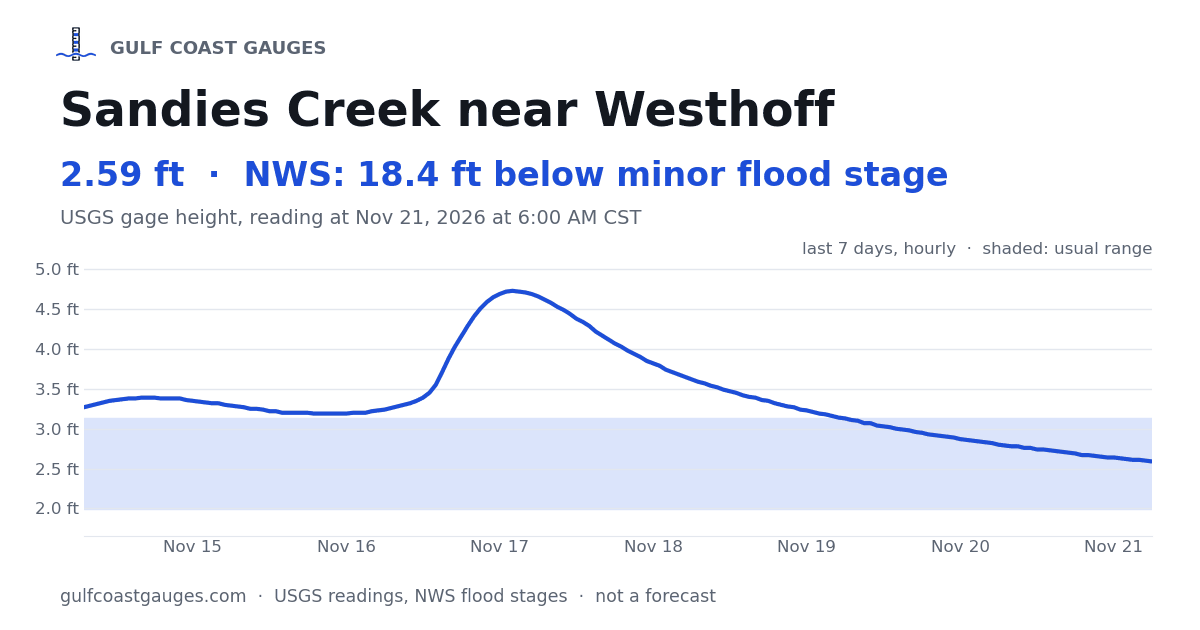 GULF COAST GAUGES
Sandies Creek near Westhoff
2.59 ft · NWS: 18.4 ft below minor flood stage
USGS gage height, reading at Nov 21, 2026 at 6:00 AM CST
last 7 days, hourly · shaded: usual range
5.0 ft
4.5 ft
4.0 ft
3.5 ft
3.0 ft
2.5 ft
2.0 ft
Nov 15 Nov 16 Nov 17 Nov 18 Nov 19 Nov 20 Nov 21
gulfcoastgauges.com · USGS readings, NWS flood stages · not a forecast